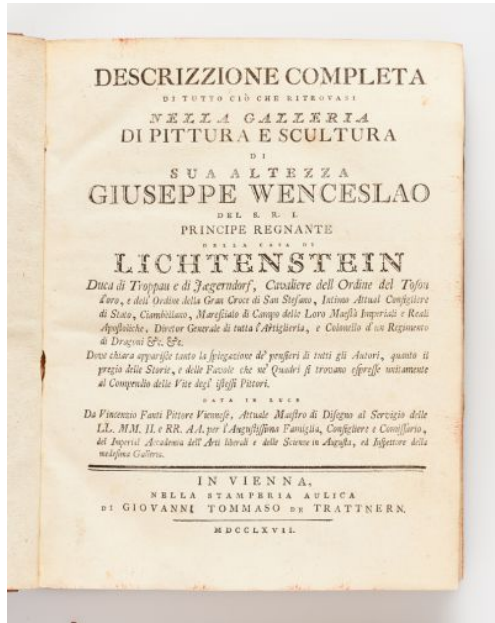 DESCRIZZIONE COMPLETA
DI TUTTO CIÒ CHE RITROVASI
NELLA GALLERIA
DI PITTURA E SCULTURA
DI
SUA ALTEZZA
GIUSEPPE WENCESLAO
DEL S. R. I.
PRINCIPE REGNANTE
DELLA CASA DI
LICHTENSTEIN
Duca di Troppau e di Jægerndorf, Cavaliere dell Ordine del Toson
d'oro, e dell' Ordine della Gran Croce di San Stefano, Intimo Attual Consigliere
di Stato, Ciambellano, Marescialo di Campo delle Loro Maestà Imperiali e Reali
Apostoliche, Diretor Generale di tutta l'Artiglieria, e Colonello d'un Regimento
di Dragoni &c. &c.
Dove chiara apparisce tanto la spiegazione de' pensieri di tutti gli Autori, quanto il
pregio delle Storie, e delle Favole che ne' Quadri si trovano espresse unitamente
al Compendio delle Vite degl' istessi Pittori.
DATA IN LUCE
Da Vincenzio Fanti Pittore Viennese, Attuale Maestro di Disegno al Servigio delle
LL. MM. II. e RR. AA. per l'Augustissima Famiglia, Consigliere e Comissario,
del Imperial Accademia dell' Arti liberali e delle Scienze in Augusta, ed Inspettore della
medesima Galleria.
IN VIENNA,
NELLA STAMPERIA AULICA
DI GIOVANNI TOMMASO DE TRATTNERN.
MDCCLXVII.